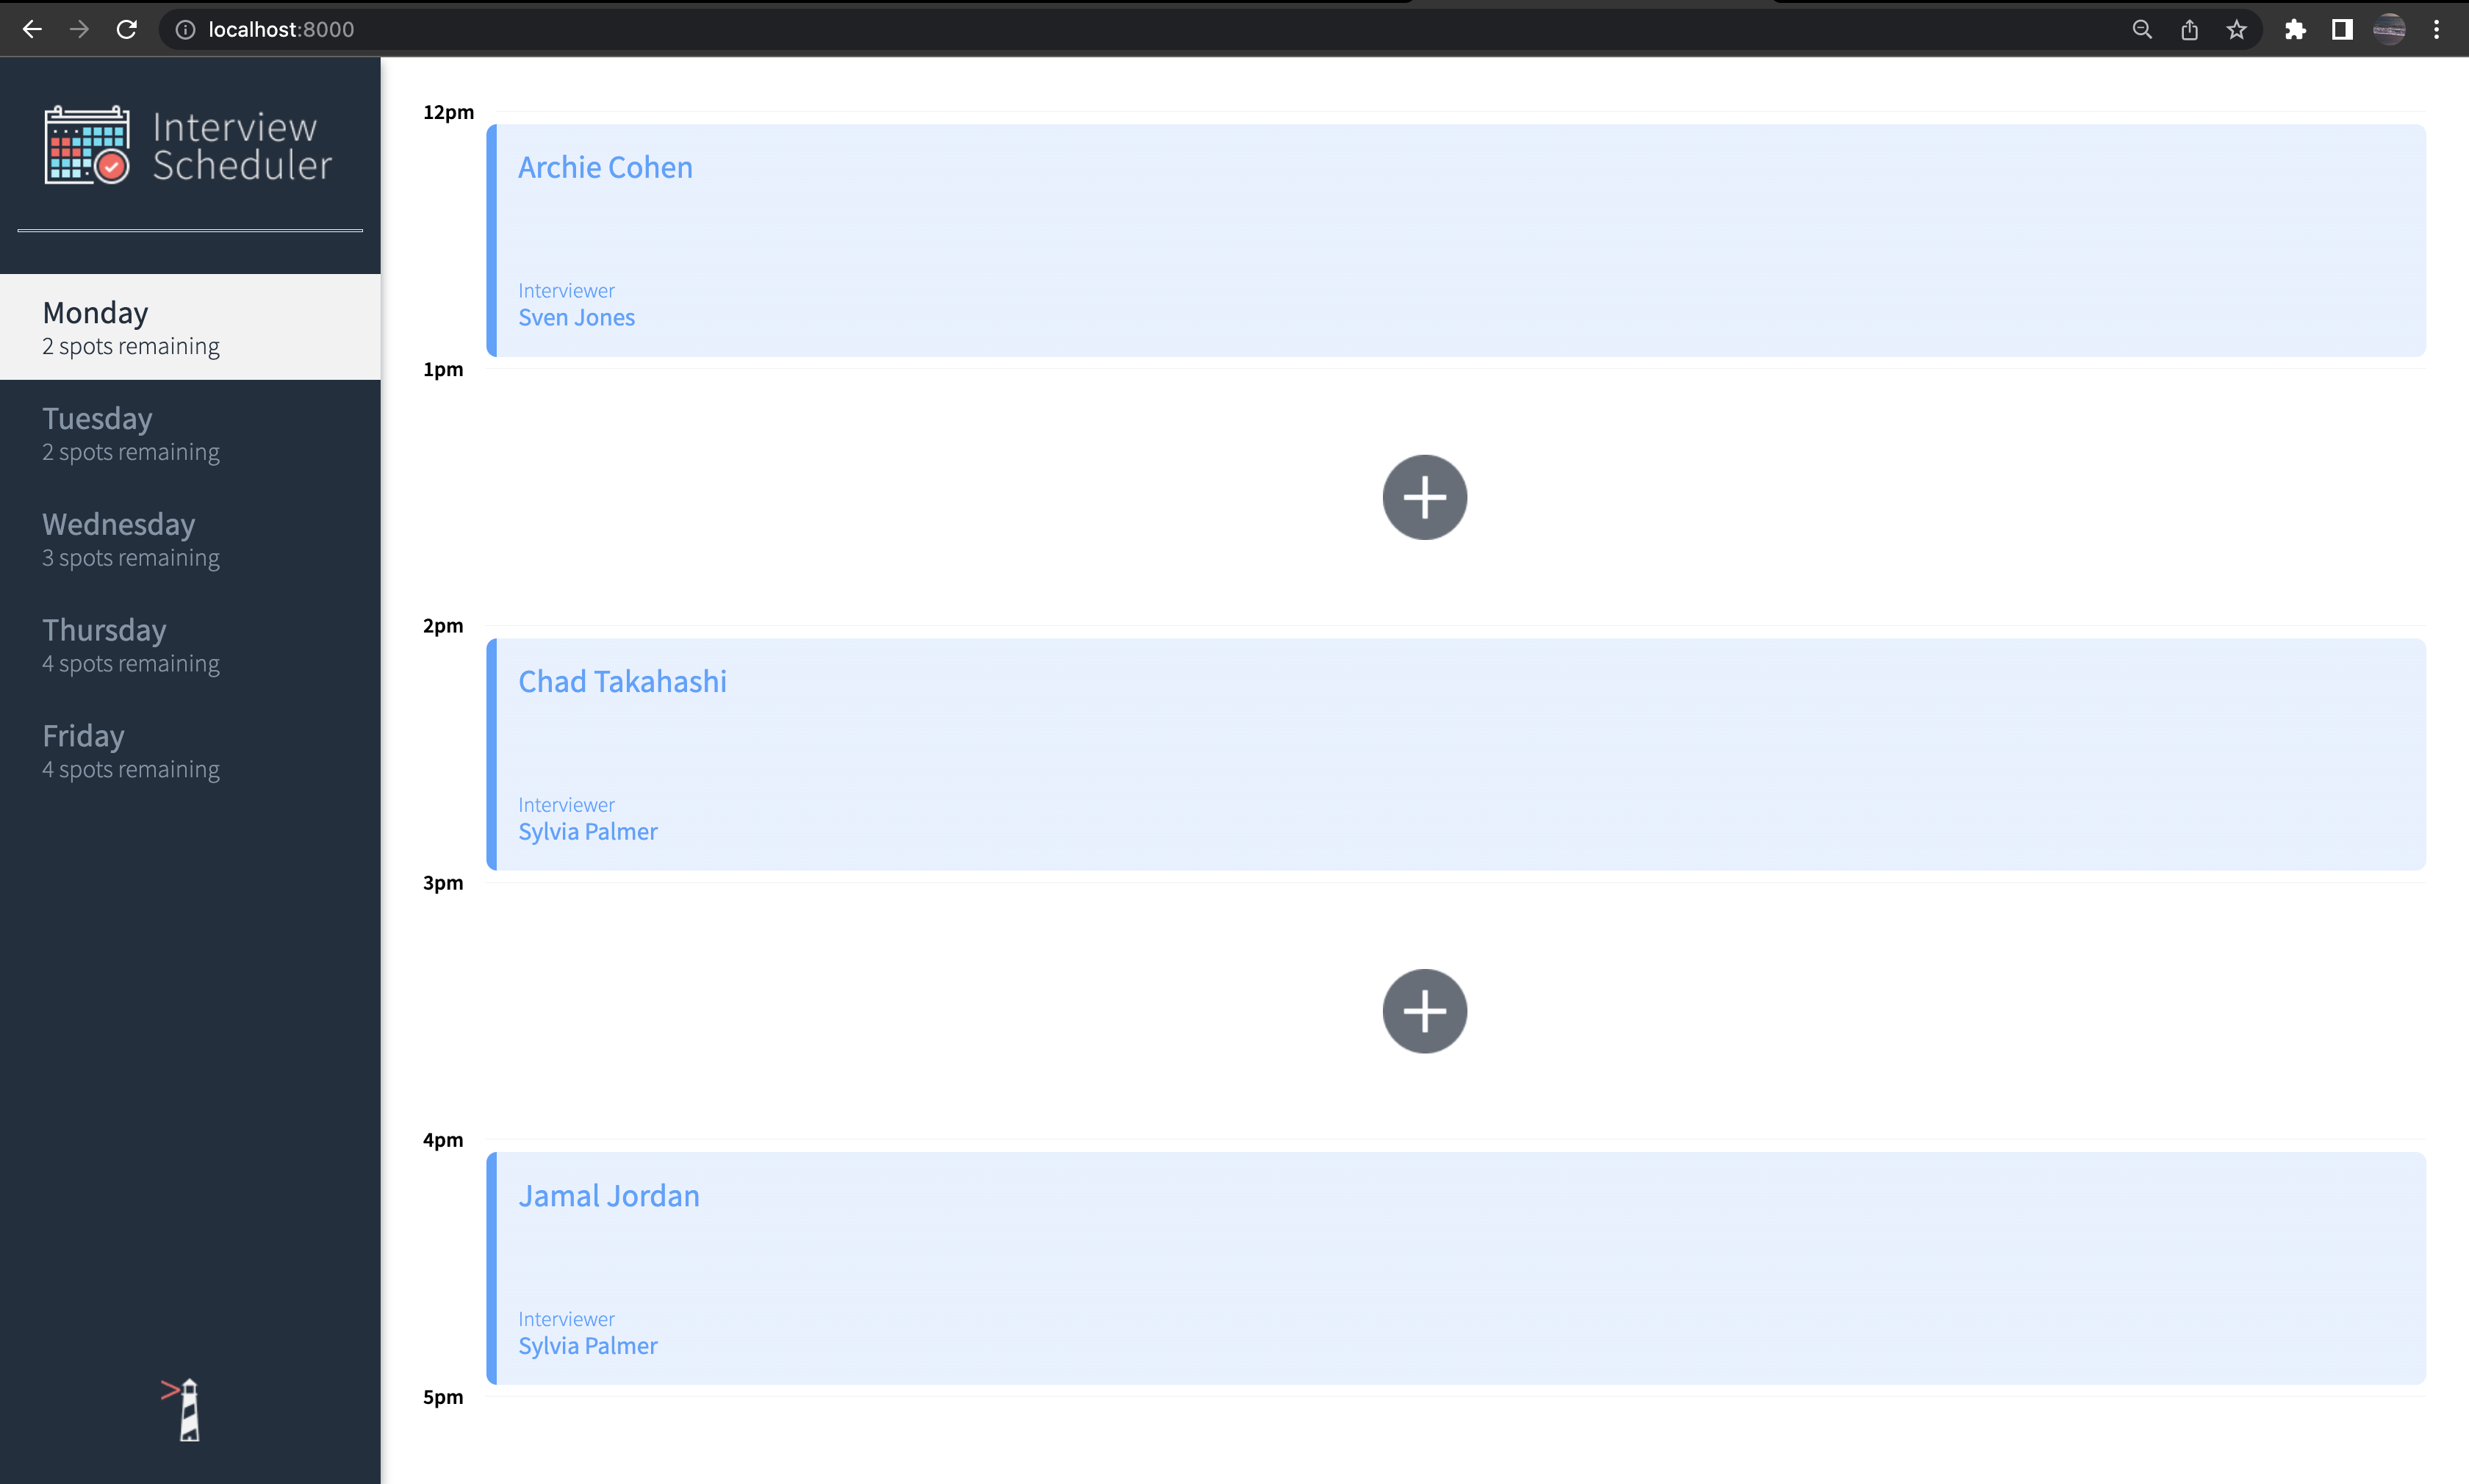 localhost:8000
Interview
Scheduler
Monday
2 spots remaining
Tuesday
2 spots remaining
Wednesday
3 spots remaining
Thursday
4 spots remaining
Friday
4 spots remaining
12pm
Archie Cohen
Interviewer
Sven Jones
1pm
2pm
Chad Takahashi
Interviewer
Sylvia Palmer
3pm
4pm
Jamal Jordan
Interviewer
Sylvia Palmer
5pm